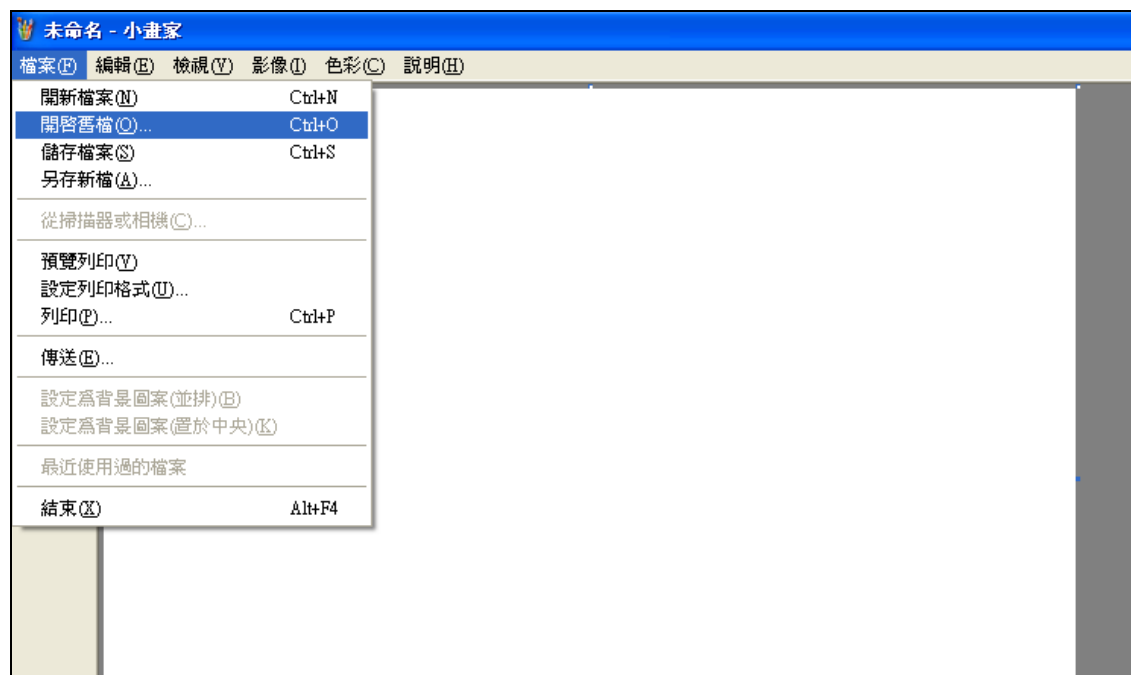 未命名 - 小畫家
檔案(F) 編輯(E) 檢視(V) 影像(I) 色彩(C) 說明(H)
開新檔案(N) Ctrl+N
開啓舊檔(O)... Ctrl+O
儲存檔案(S) Ctrl+S
另存新檔(A)...
從掃描器或相機(C)...
預覽列印(V)
設定列印格式(U)...
列印(P)... Ctrl+P
傳送(E)...
設定爲背景圖案(並排)(B)
設定爲背景圖案(置於中央)(K)
最近使用過的檔案
結束(X) Alt+F4